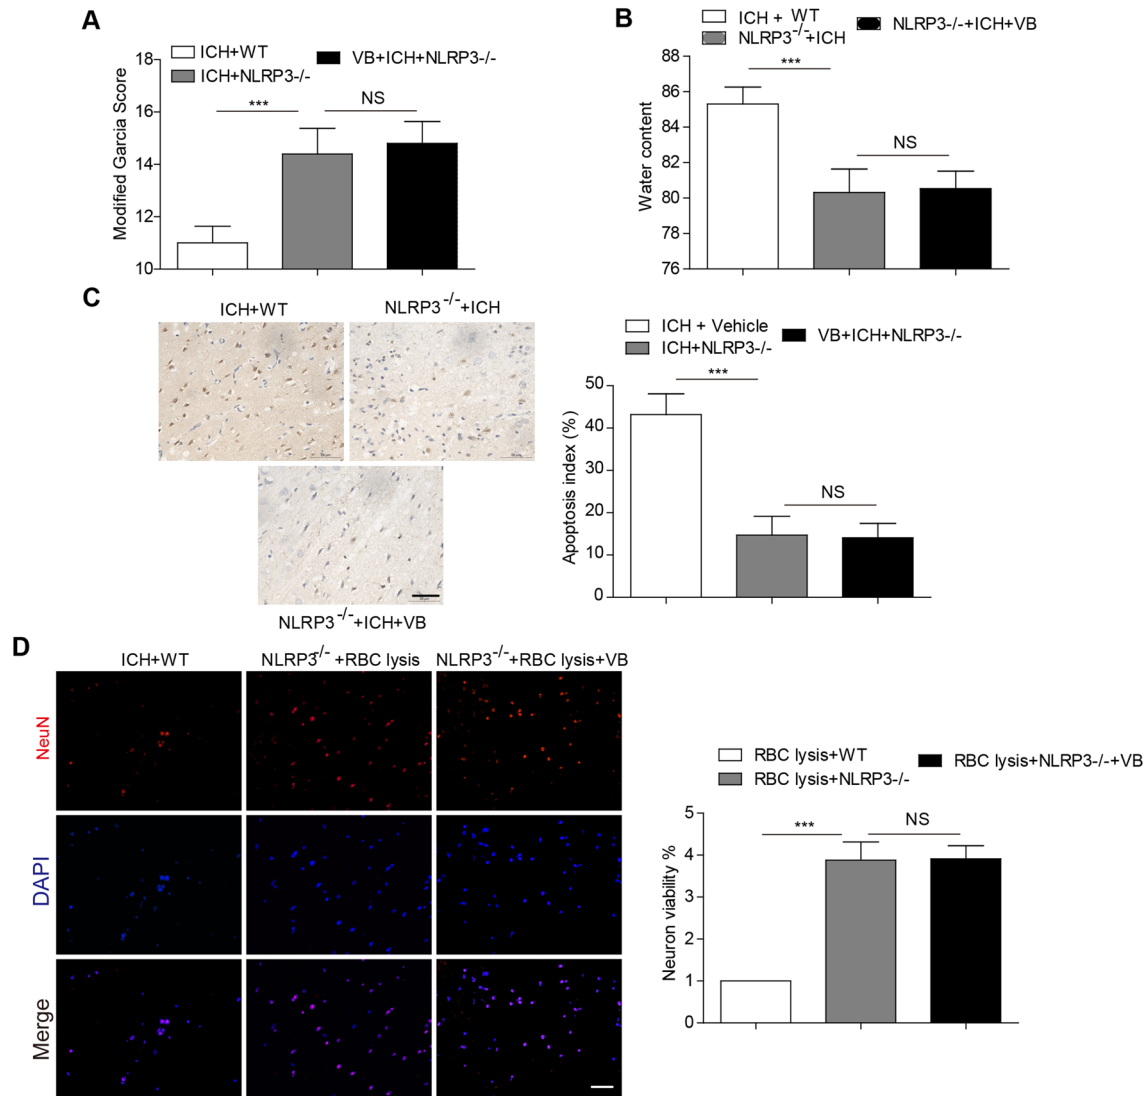 A
ICH+WT
ICH+NLRP3-/-
VB+ICH+NLRP3-/-
Modified Garcia Score
18
16
14
12
10
***
NS
B
ICH + WT
NLRP3-/-+ICH
NLRP3-/-+ICH+VB
Water content
88
86
84
82
80
78
76
***
NS
C
ICH+WT
NLRP3-/-+ICH
NLRP3-/-+ICH+VB
ICH + Vehicle
ICH+NLRP3-/-
VB+ICH+NLRP3-/-
Apoptosis index (%)
50
40
30
20
10
0
***
NS
D
ICH+WT
NLRP3-/-+RBC lysis
NLRP3-/-+RBC lysis+VB
NeuN
DAPI
Merge
RBC lysis+WT
RBC lysis+NLRP3-/-
RBC lysis+NLRP3-/-+VB
Neuron viability %
5
4
3
2
1
0
***
NS